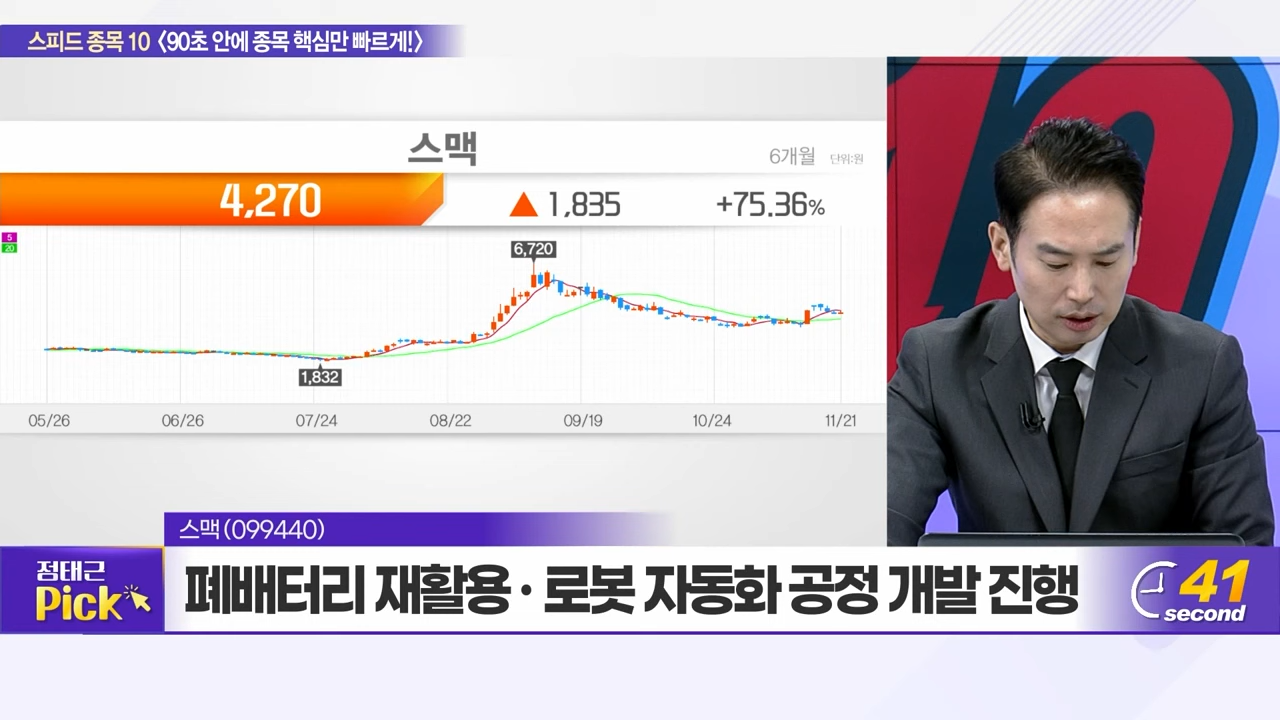 스피드 종목 10 〈90초 안에 종목 핵심만 빠르게!〉
스맥
6개월 단위:원
4,270 ▲ 1,835 +75.36%
5
20
6,720
1,832
05/26 06/26 07/24 08/22 09/19 10/24 11/21
스맥(099440)
점태근
Pick
폐배터리 재활용·로봇 자동화 공정 개발 진행
41
second